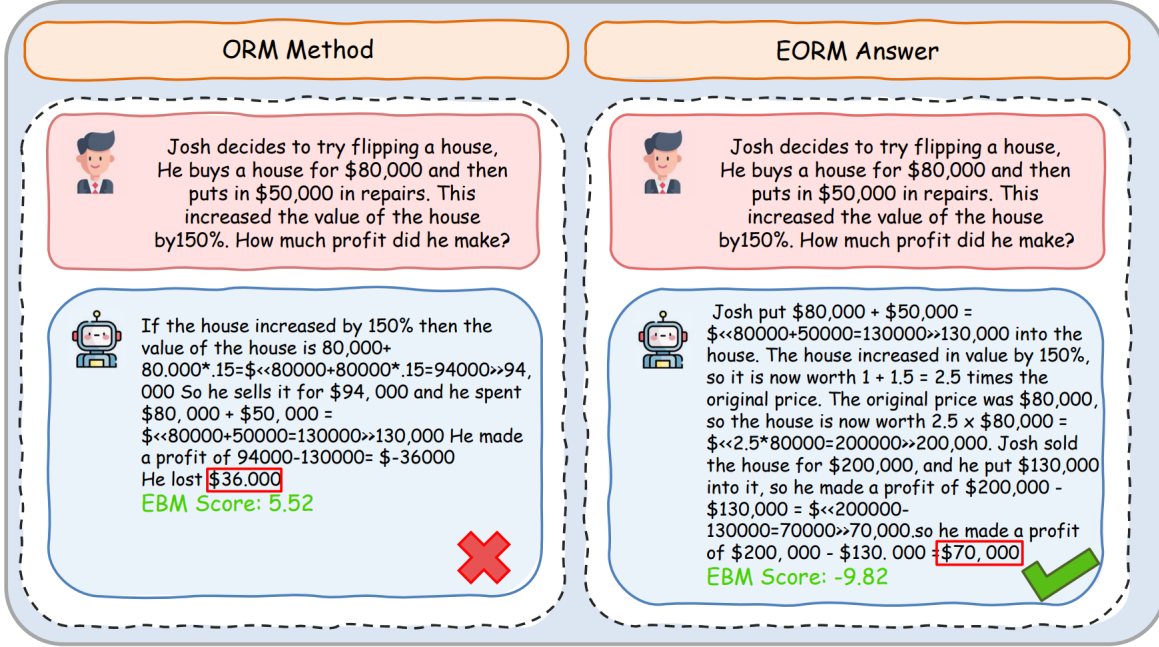 ORM Method
Josh decides to try flipping a house,
He buys a house for $80,000 and then
puts in $50,000 in repairs. This
increased the value of the house
by150%. How much profit did he make?
If the house increased by 150% then the
value of the house is 80,000+
80.000*.15=$<<80000+80000*.15=94000>>94,
000 So he sells it for $94, 000 and he spent
$80, 000 + $50, 000 =
$<<80000+50000=130000>>130,000 He made
a profit of 94000-130000= $-36000
He lost $36.000
EBM Score: 5.52
EORM Answer
Josh decides to try flipping a house,
He buys a house for $80,000 and then
puts in $50,000 in repairs. This
increased the value of the house
by150%. How much profit did he make?
Josh put $80,000 + $50,000 =
$<<80000+50000=130000>>130,000 into the
house. The house increased in value by 150%,
so it is now worth 1 + 1.5 = 2.5 times the
original price. The original price was $80,000,
so the house is now worth 2.5 x $80,000 =
$<<2.5*80000=200000>>200,000. Josh sold
the house for $200,000, and he put $130,000
into it, so he made a profit of $200,000 -
$130,000 = $<<200000-
130000=70000>>70,000.so he made a profit
of $200, 000 - $130. 000 =$70, 000
EBM Score: -9.82